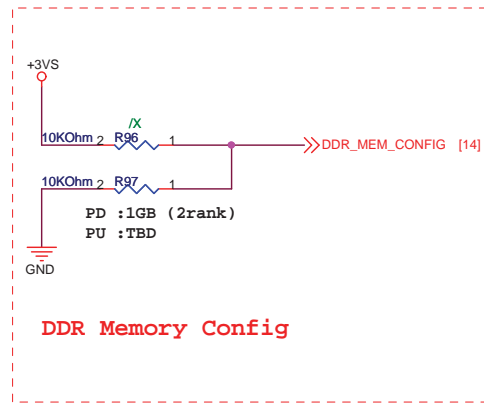 +3VS
/X
10KOhm 2 R96 1
DDR_MEM_CONFIG [14]
10KOhm 2 R97 1
PD :1GB (2rank)
PU :TBD
GND
DDR Memory Config